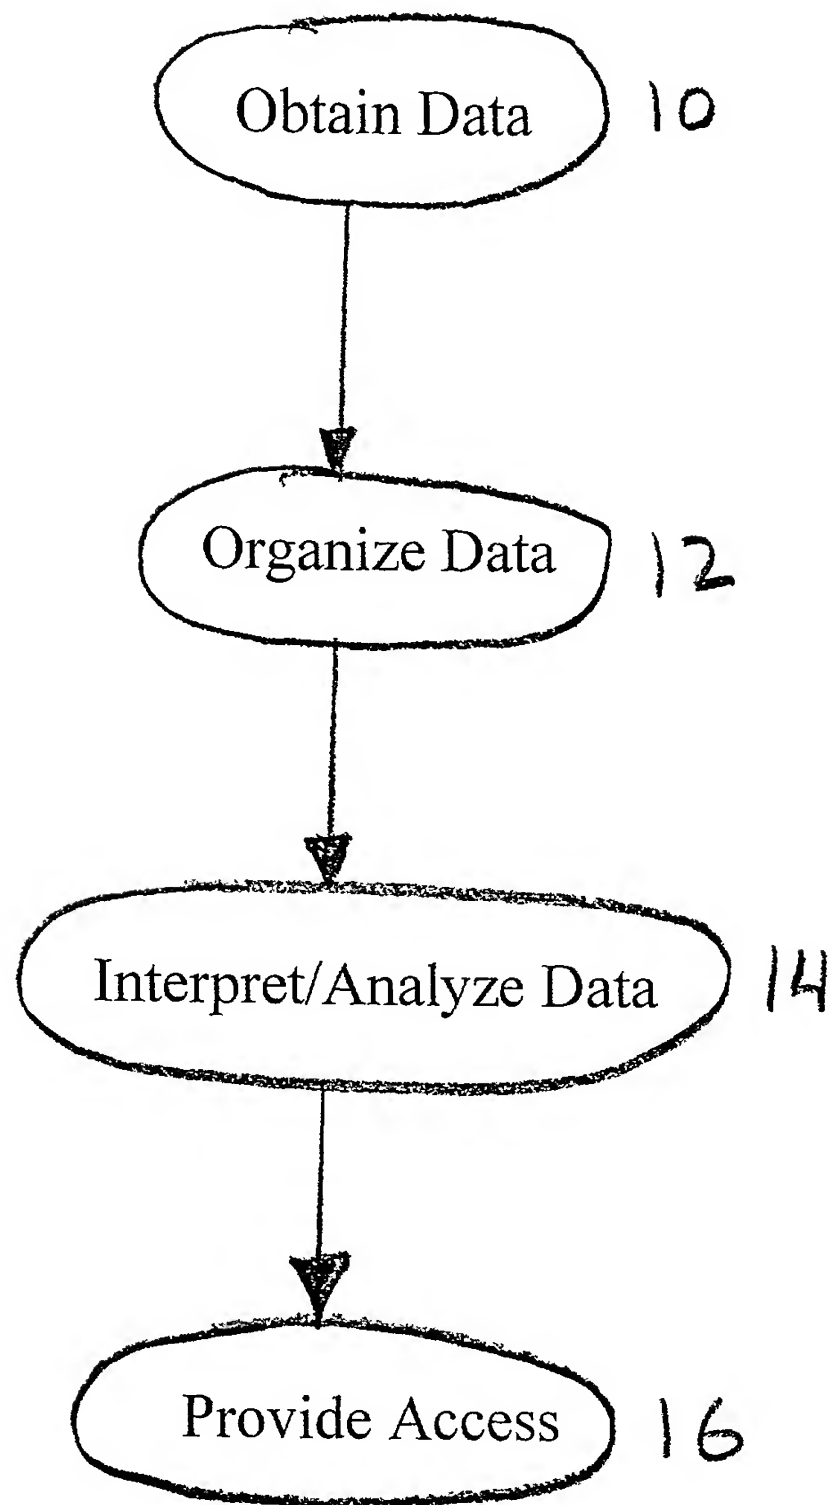 Obtain Data 10
Organize Data 12
Interpret/Analyze Data 14
Provide Access 16